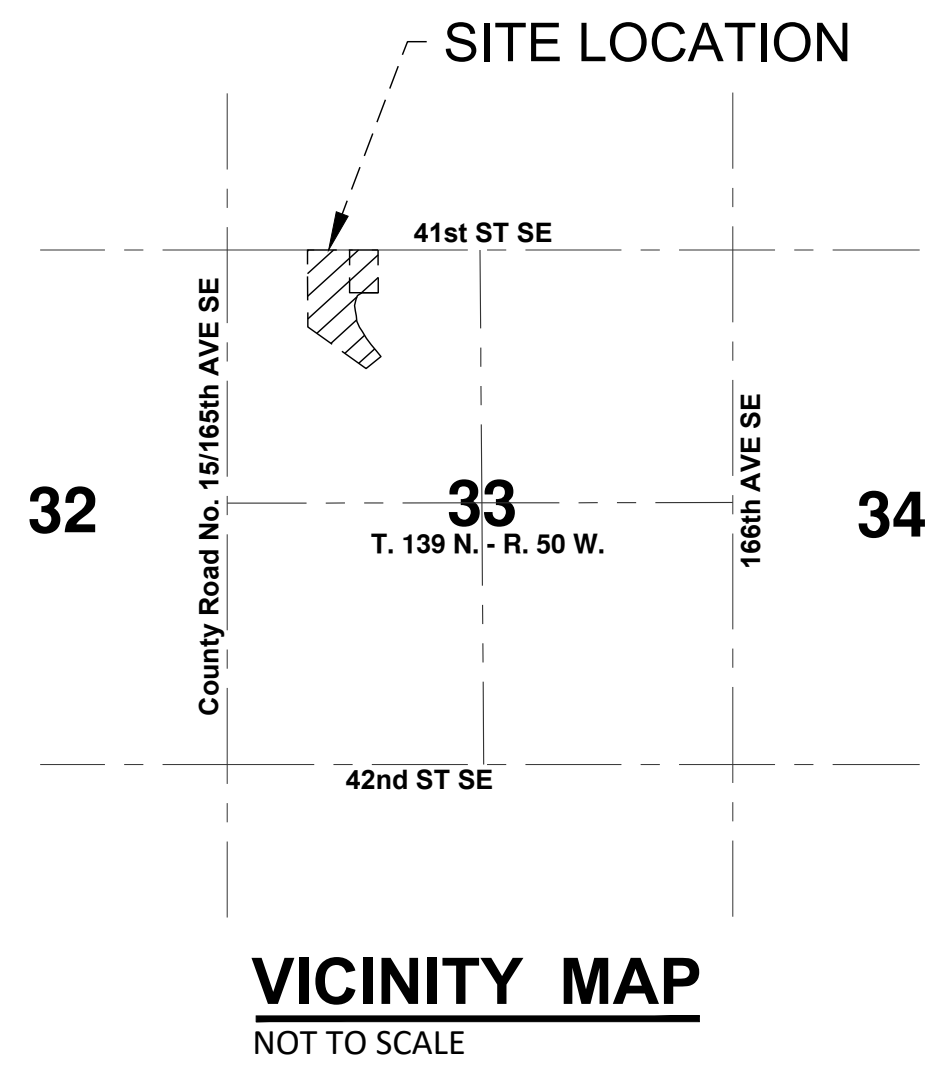 SITE LOCATION
41st ST SE
County Road No. 15/165th AVE SE
166th AVE SE
32
33
34
T. 139 N. - R. 50 W.
42nd ST SE
VICINITY MAP
NOT TO SCALE